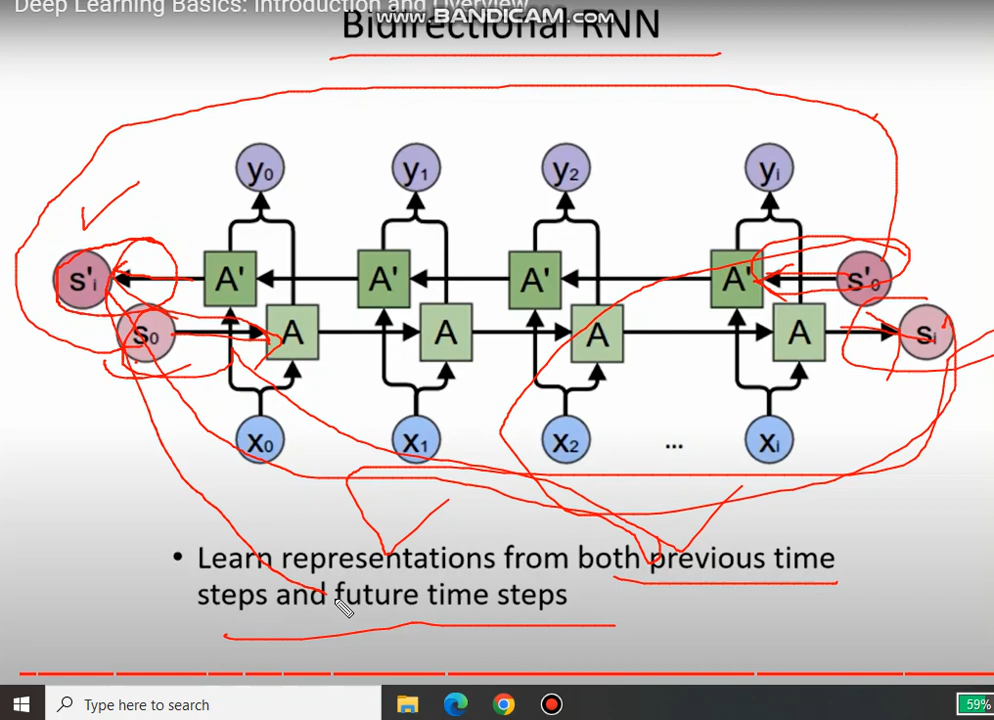 Deep Learning Basics: Introduction and Overview
www.BANDICAM.com
Bidirectional RNN
y0 y1 y2 yi
s'i A' A' A' A' s'0
s0 A A A A si
x0 x1 x2 ... xi
• Learn representations from both previous time
steps and future time steps
Type here to search
59%